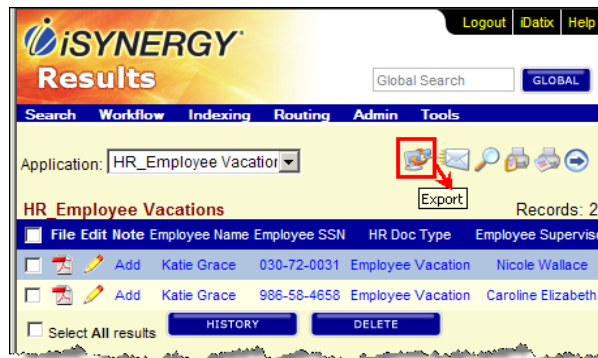 Logout iDatix Help
iSYNERGY
Results
Global Search GLOBAL
Search Workflow Indexing Routing Admin Tools
Application: HR_Employee Vacation
Export
HR_Employee Vacations Records: 2
File Edit Note Employee Name Employee SSN HR Doc Type Employee Superviso
Add Katie Grace 030-72-0031 Employee Vacation Nicole Wallace
Add Katie Grace 986-58-4658 Employee Vacation Caroline Elizabeth
Select All results HISTORY DELETE